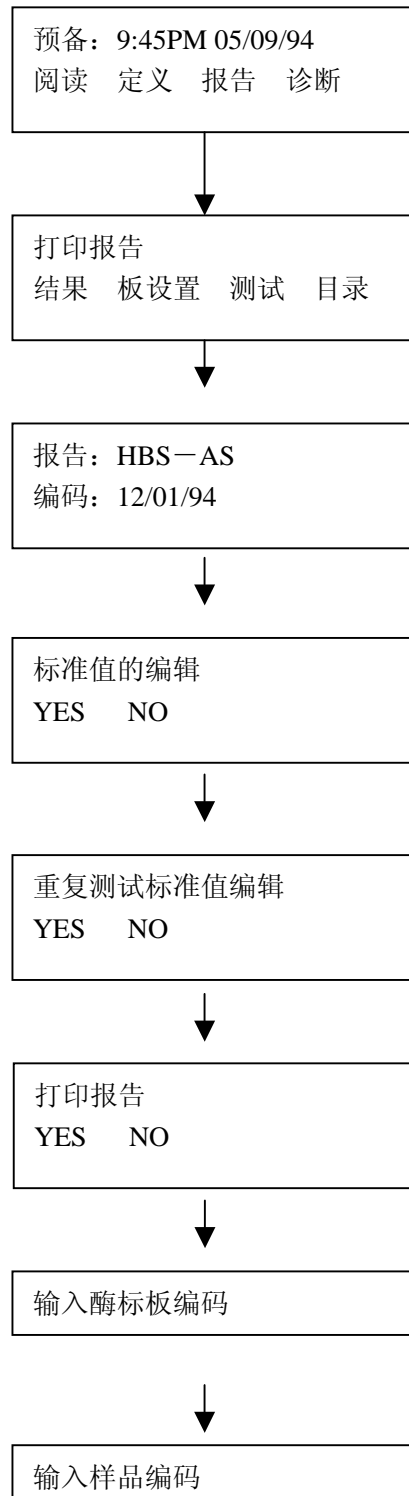 预备：9:45PM 05/09/94
阅读 定义 报告 诊断
打印报告
结果 板设置 测试 目录
报告：HBS－AS
编码：12/01/94
标准值的编辑
YES NO
重复测试标准值编辑
YES NO
打印报告
YES NO
输入酶标板编码
输入样品编码